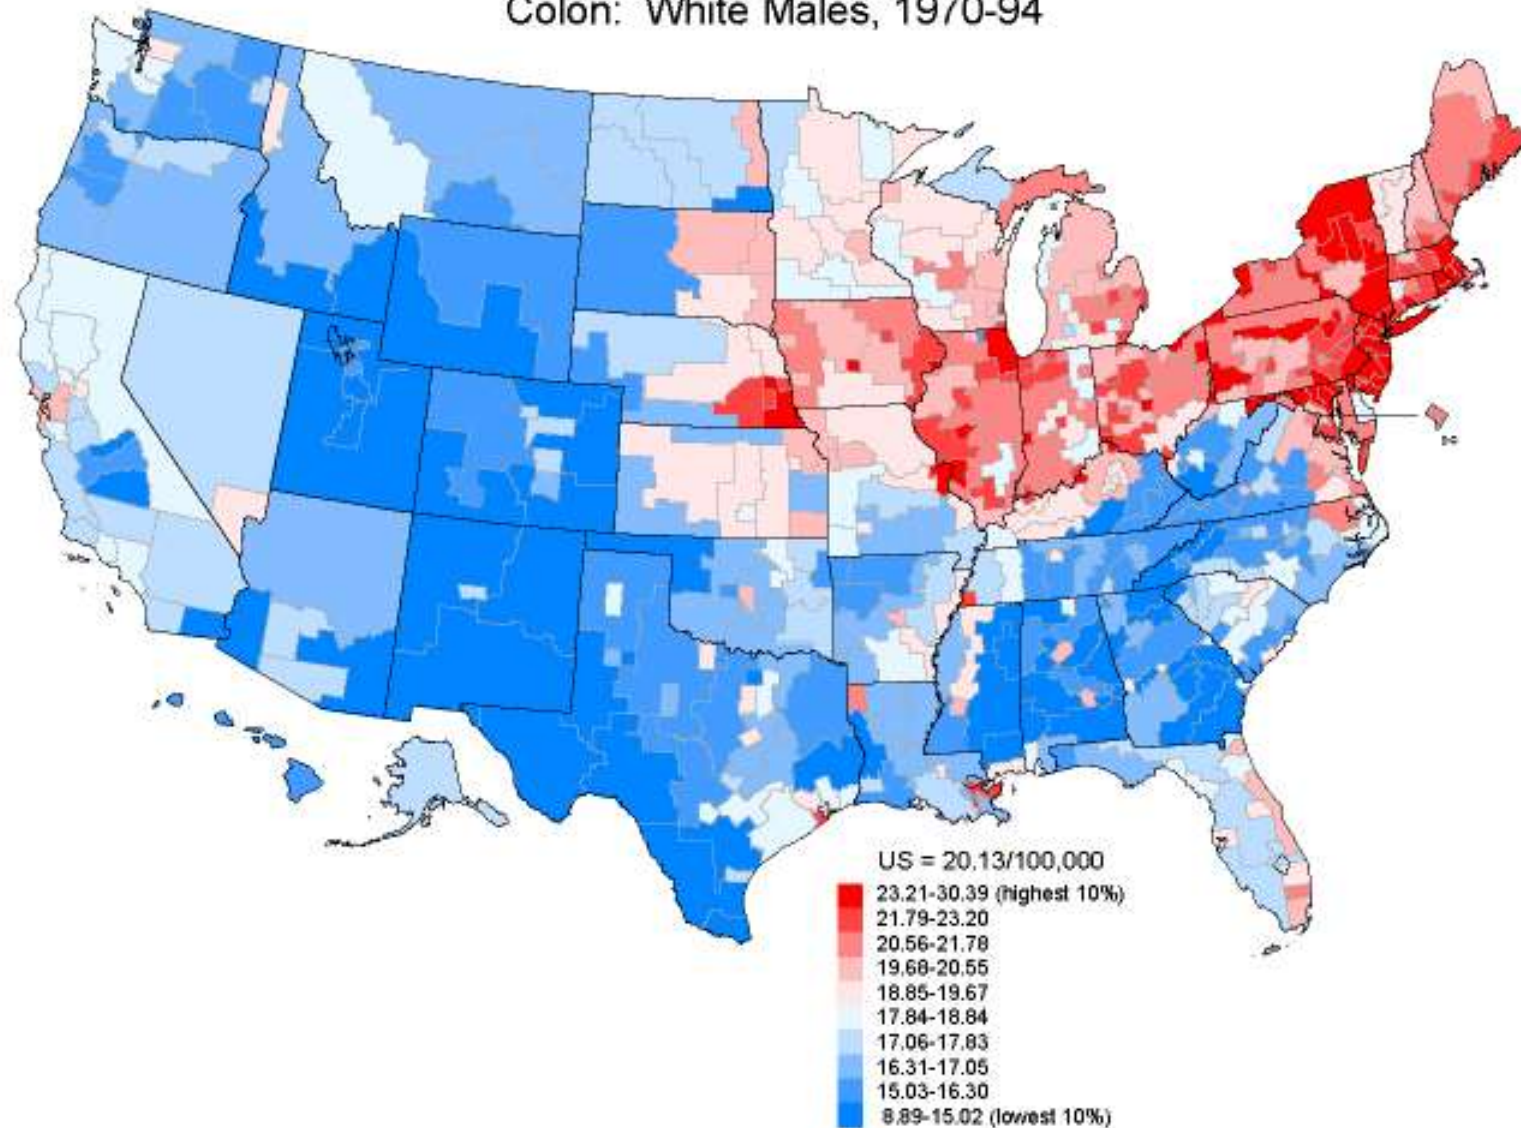 Colon: White Males, 1970-94
US = 20.13/100,000
23.21-30.39 (highest 10%)
21.79-23.20
20.56-21.78
19.68-20.55
18.85-19.67
17.84-18.84
17.06-17.83
16.31-17.05
15.03-16.30
8.89-15.02 (lowest 10%)